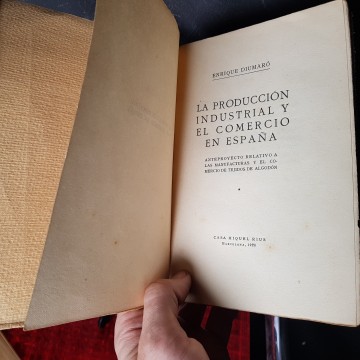 ENRIQUE DIUMARÓ
LA PRODUCCIÓN
INDUSTRIAL Y
EL COMERCIO
EN ESPAÑA
ANTEPROYECTO RELATIVO A
LAS MANUFACTURAS Y EL CO-
MERCIO DE TEJIDOS DE ALGODÓN
CASA MIQUEL RIUS
BARCELONA,